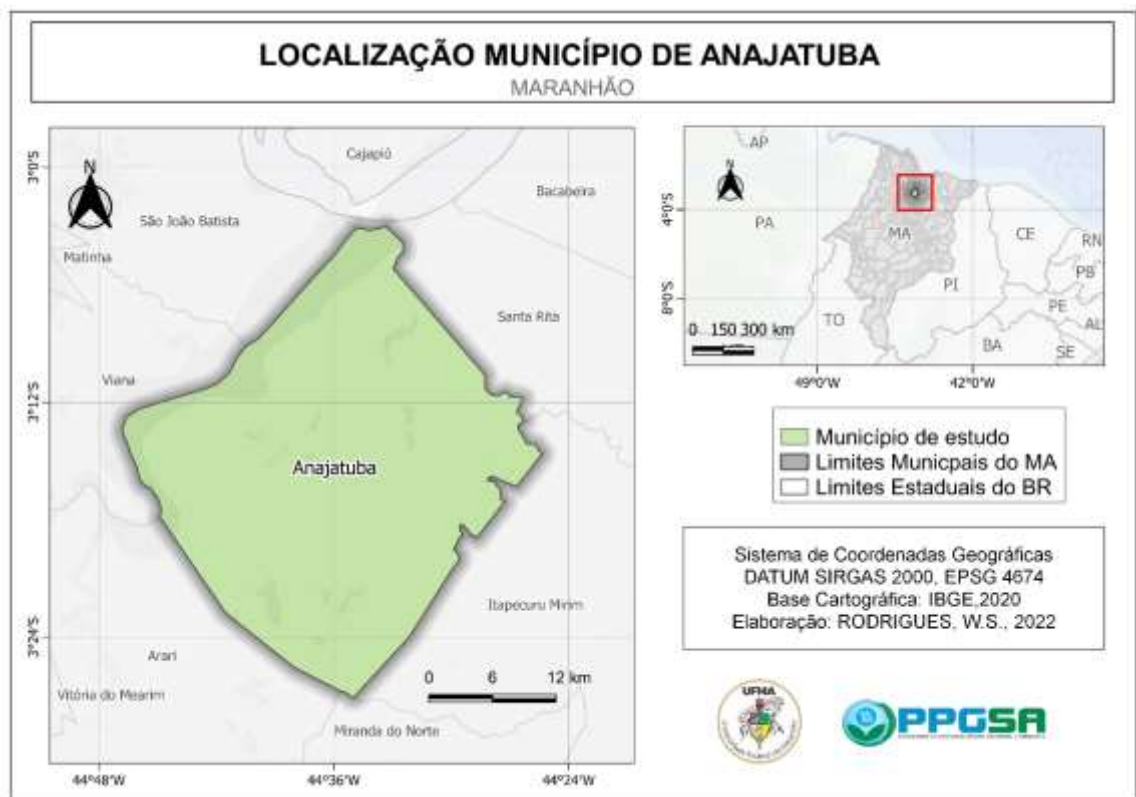 LOCALIZAÇÃO MUNICÍPIO DE ANAJATUBA
MARANHÃO
N
Cajapió
Bacabeira
São João Batista
Matinha
Santa Rita
Viana
Anajatuba
Itapecuru Mirim
Arari
Vitória do Mearim
Miranda do Norte
0 6 12 km
3°0'S
3°12'S
3°24'S
44°48'W
44°36'W
44°24'W
AP
N
PA
MA
CE
RN
PB
PI
PE
TO
AL
BA
SE
0 150 300 km
4°0'S
8°0'S
49°0'W
42°0'W
Município de estudo
Limites Municpais do MA
Limites Estaduais do BR
Sistema de Coordenadas Geográficas
DATUM SIRGAS 2000, EPSG 4674
Base Cartográfica: IBGE,2020
Elaboração: RODRIGUES, W.S., 2022
UFMA
PPGSA